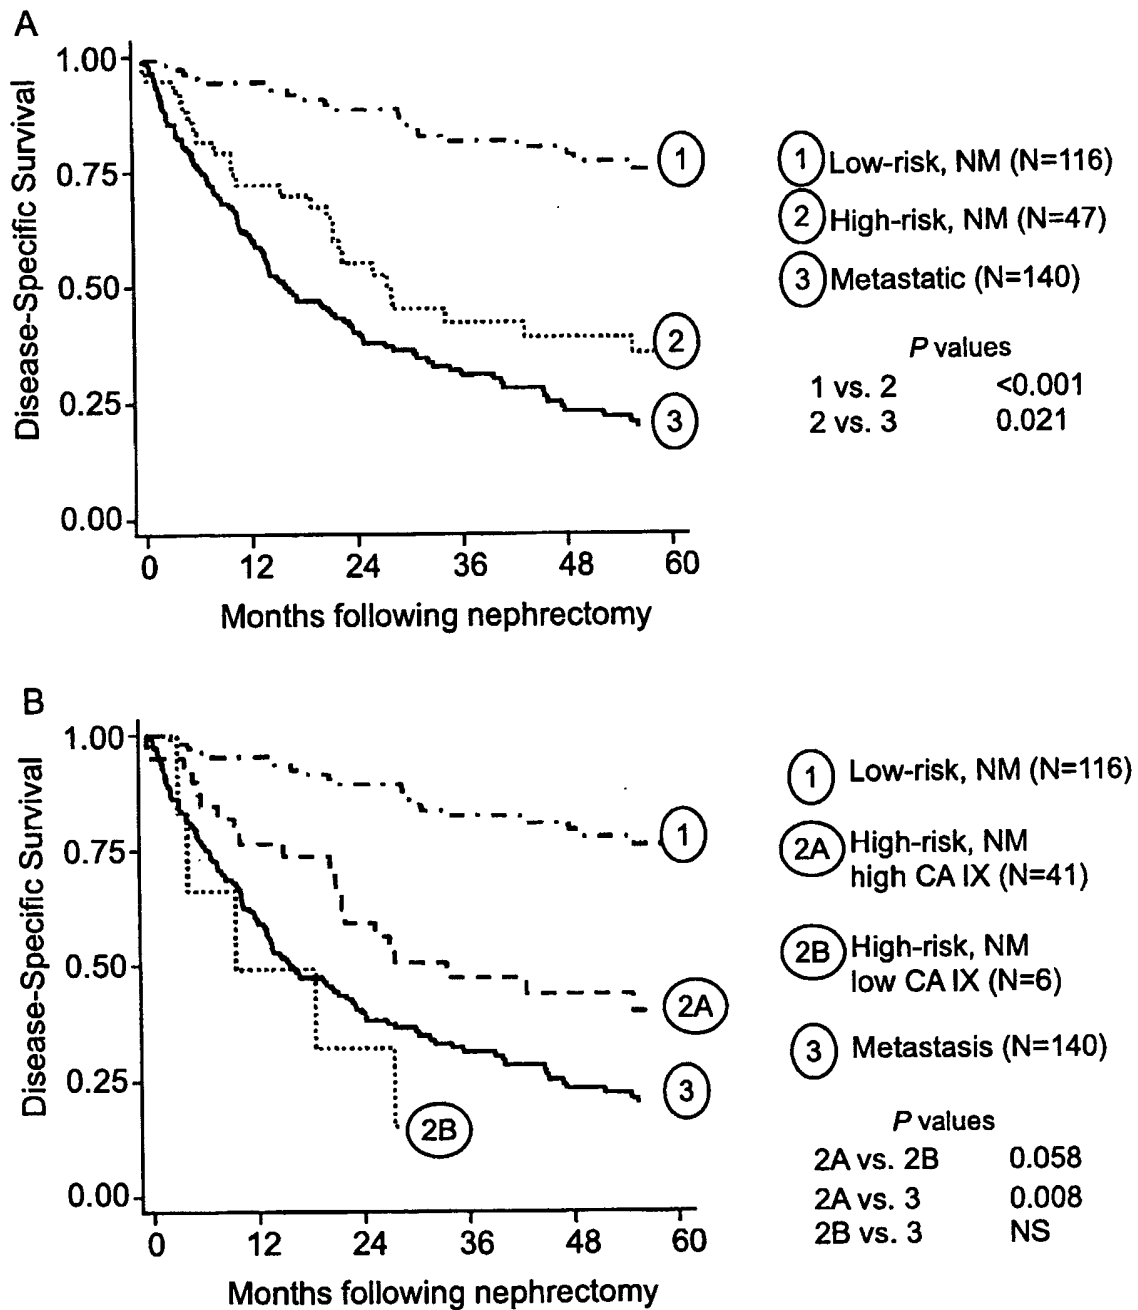 A
1.00
0.75
0.50
0.25
0.00
Disease-Specific Survival
0 12 24 36 48 60
Months following nephrectomy
1
2
3
1 Low-risk, NM (N=116)
2 High-risk, NM (N=47)
3 Metastatic (N=140)
P values
1 vs. 2 <0.001
2 vs. 3 0.021
B
1.00
0.75
0.50
0.25
0.00
Disease-Specific Survival
0 12 24 36 48 60
Months following nephrectomy
1
2A
3
2B
1 Low-risk, NM (N=116)
2A High-risk, NM
high CA IX (N=41)
2B High-risk, NM
low CA IX (N=6)
3 Metastasis (N=140)
P values
2A vs. 2B 0.058
2A vs. 3 0.008
2B vs. 3 NS